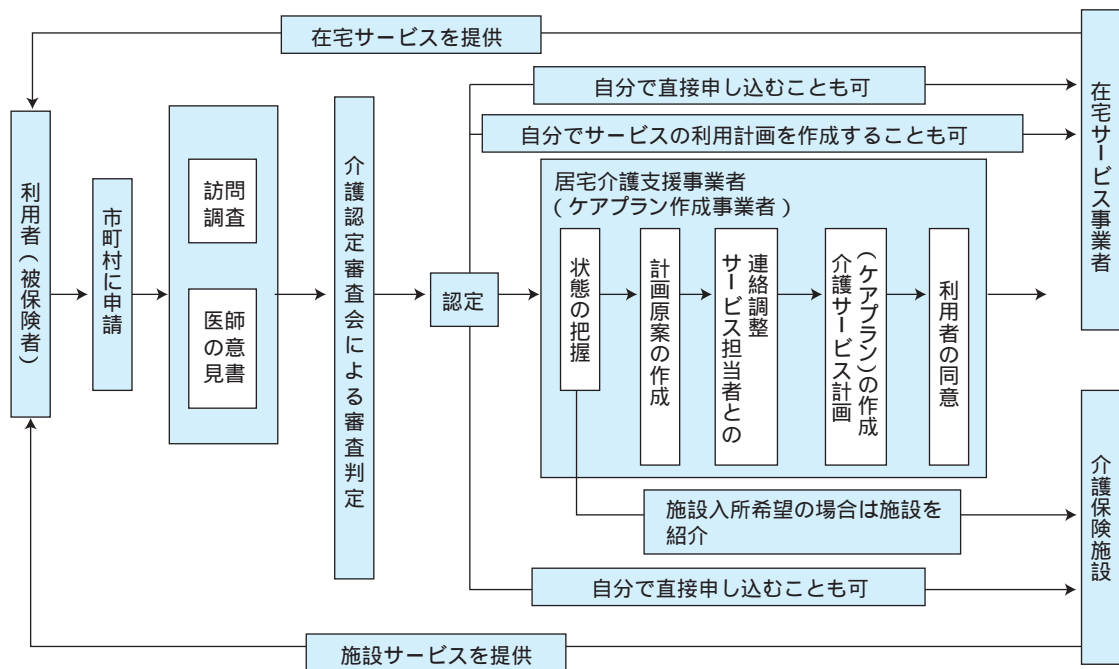 在宅サービスを提供
自分で直接申し込むことも可
自分でサービスの利用計画を作成することも可
利用者(被保険者)
市町村に申請
訪問
調査
医師
の意
見書
介護認定審査会による審査判定
認定
居宅介護支援事業者
(ケアプラン作成事業者)
状態の把握
計画原案の作成
連絡調整
サービス担当者との
(ケアプラン)の作成
介護サービス計画
利用者の同意
在宅サービス事業者
施設入所希望の場合は施設を
紹介
自分で直接申し込むことも可
介護保険施設
施設サービスを提供